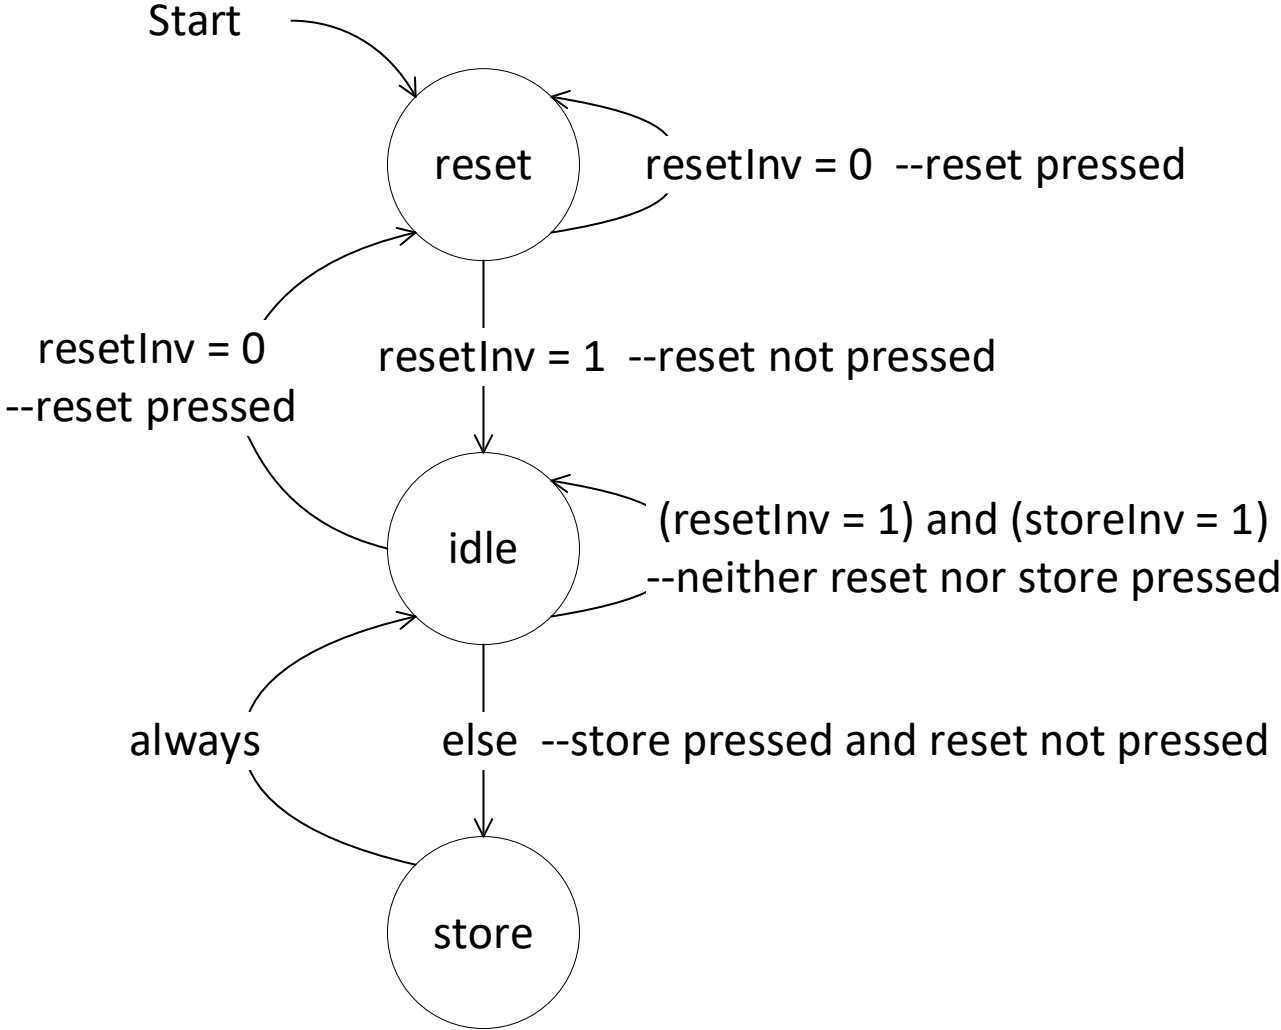 Start
reset
resetInv = 0  --reset pressed
resetInv = 0
--reset pressed
resetInv = 1  --reset not pressed
idle
(resetInv = 1) and (storeInv = 1)
--neither reset nor store pressed
always
else  --store pressed and reset not pressed
store